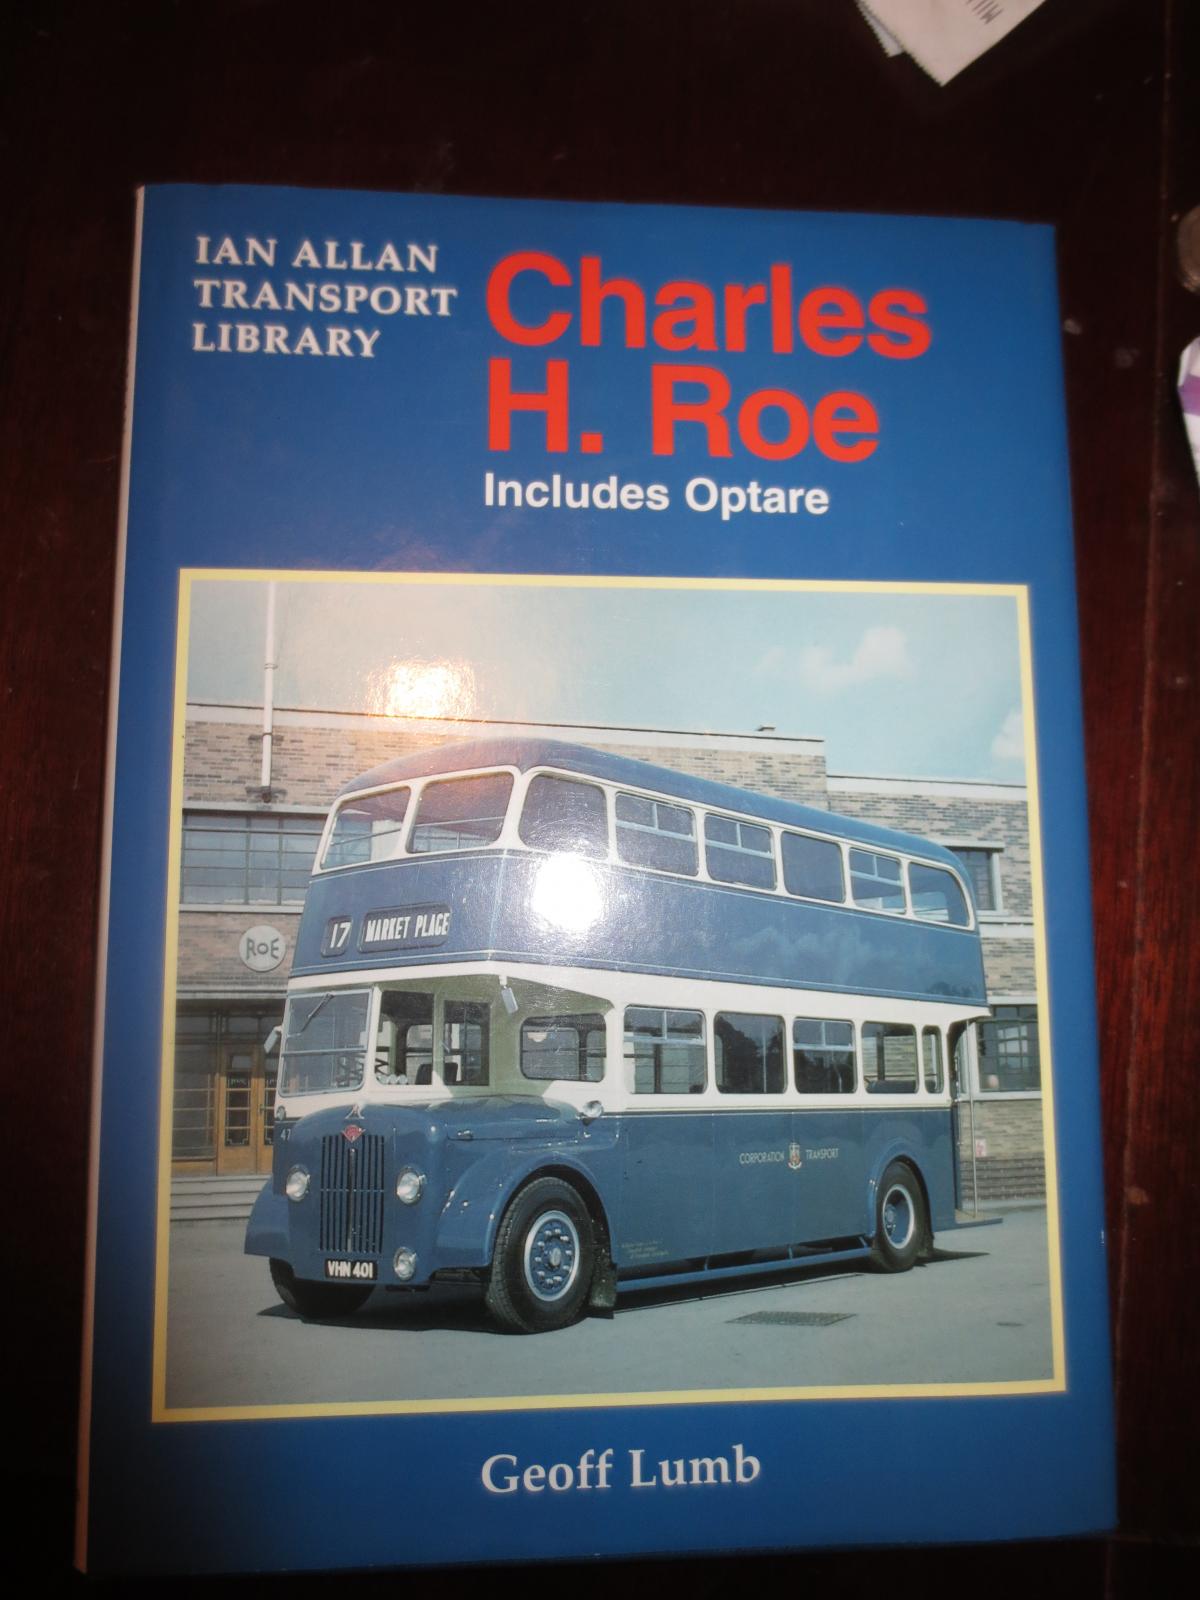 IAN ALLAN
TRANSPORT
LIBRARY
Charles
H. Roe
Includes Optare
17 MARKET PLACE
ROE
47
CORPORATION TRANSPORT
VHN 401
Geoff Lumb